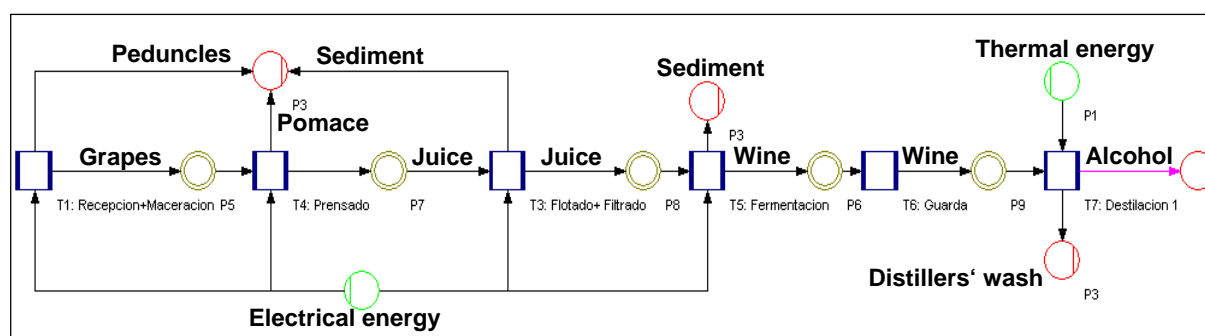 Peduncles
Sediment
P3
Pomace
Sediment
P3
Thermal energy
P1
Grapes
Juice
Juice
Wine
Wine
Alcohol
T1: Recepcion+Maceracion
P5
T4: Prensado
P7
T3: Flotado+ Filtrado
P8
T5: Fermentacion
P6
T6: Guarda
P9
T7: Destilacion 1
Distillers‘ wash
P3
Electrical energy